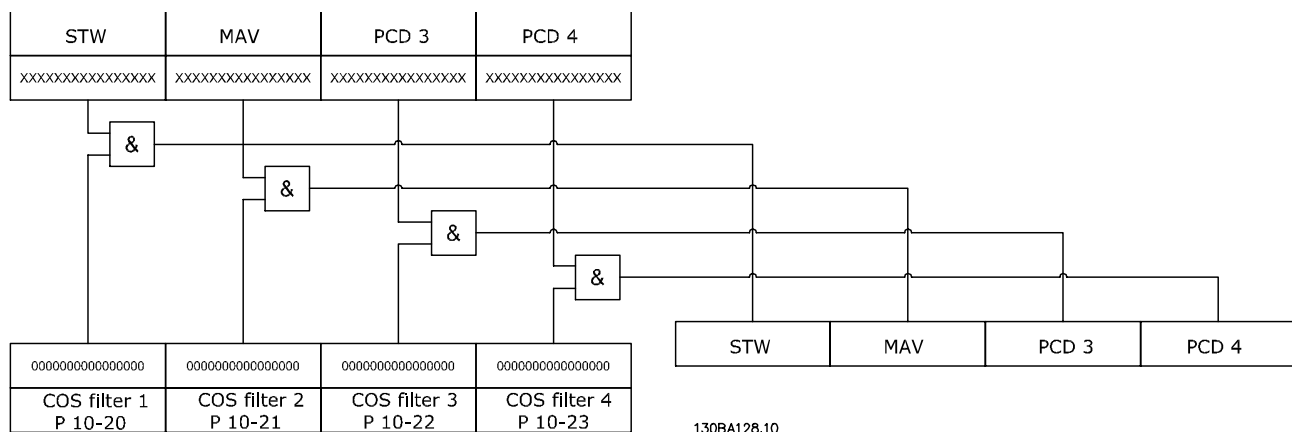 STW MAV PCD 3 PCD 4
XXXXXXXXXXXXXXXX XXXXXXXXXXXXXXXX XXXXXXXXXXXXXXXX XXXXXXXXXXXXXXXX
&
&
&
&
STW MAV PCD 3 PCD 4
0000000000000000 0000000000000000 0000000000000000 0000000000000000
COS filter 1 COS filter 2 COS filter 3 COS filter 4
P 10-20 P 10-21 P 10-22 P 10-23
130BA128.10